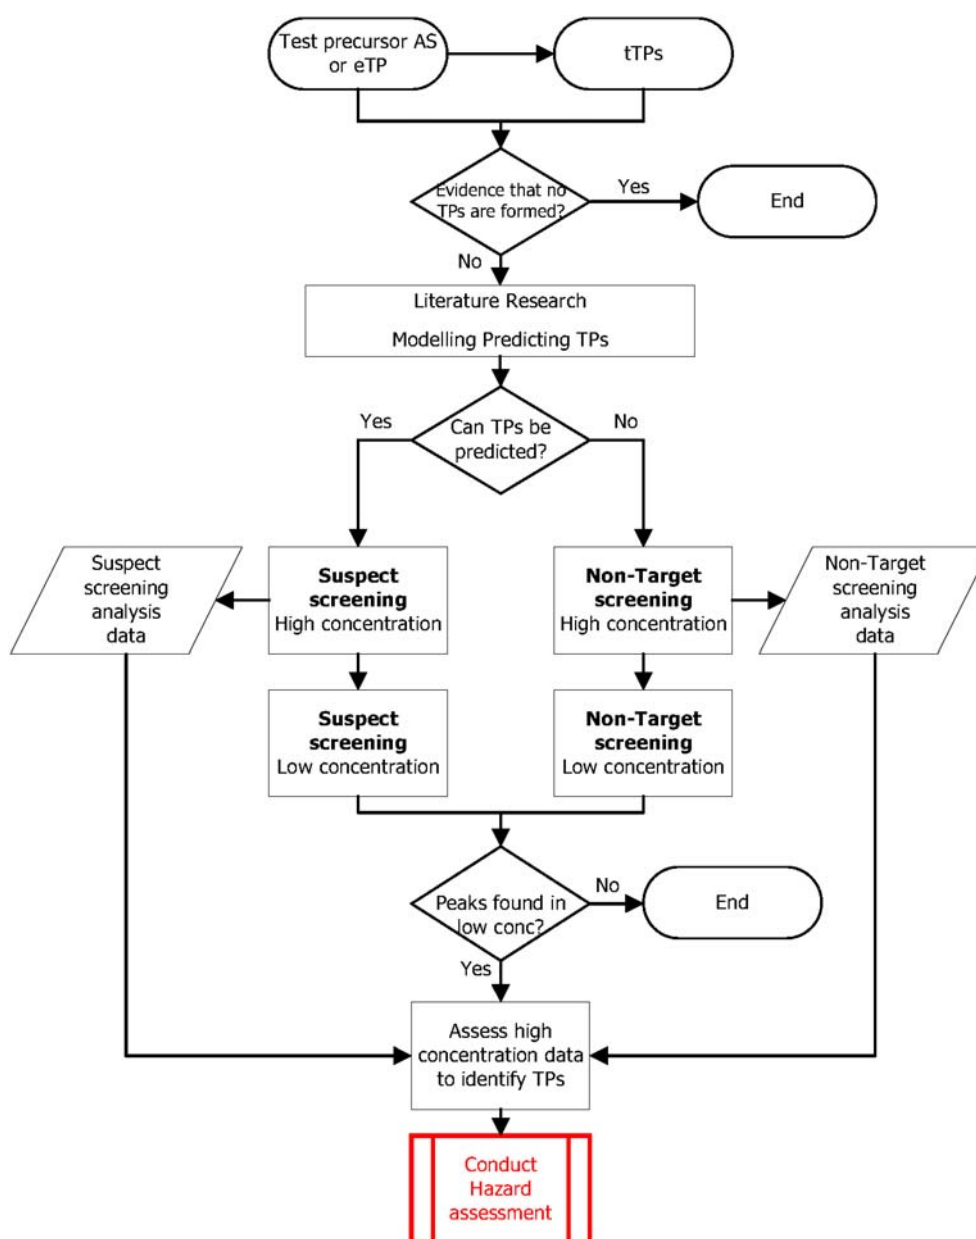 Test precursor AS
or eTP
tTPs
Evidence that no
TPs are formed?
Yes
End
No
Literature Research
Modelling Predicting TPs
Yes
Can TPs be
predicted?
No
Suspect
screening
analysis
data
Suspect
screening
High concentration
Non-Target
screening
High concentration
Non-Target
screening
analysis
data
Suspect
screening
Low concentration
Non-Target
screening
Low concentration
Peaks found in
low conc?
No
End
Yes
Assess high
concentration data
to identify TPs
Conduct
Hazard
assessment